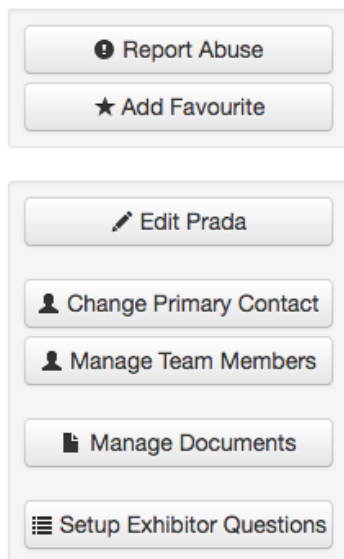 Report Abuse
Add Favourite
Edit Prada
Change Primary Contact
Manage Team Members
Manage Documents
Setup Exhibitor Questions